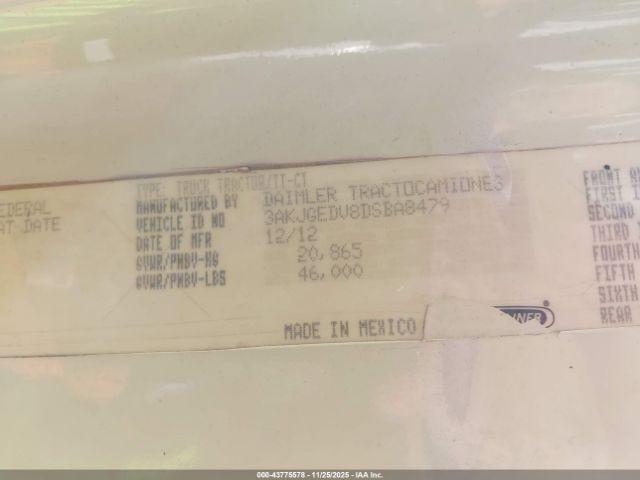 TYPE: TRUCK TRACTOR/TT-CT
MANUFACTURED BY DAIMLER TRACTOCAMIONES
VEHICLE ID NO 3AKJGEDV8DSBA8479
DATE OF MFR 12/12
GVWR/PNBV-KG 20,865
GVWR/PNBV-LBS 46,000
MADE IN MEXICO
FEDERAL
AT DATE
FRONT
FIRST
SECOND
THIRD
FOURTH
FIFTH
SIXTH
REAR
000-43775578 - 11/25/2025 - IAA Inc.